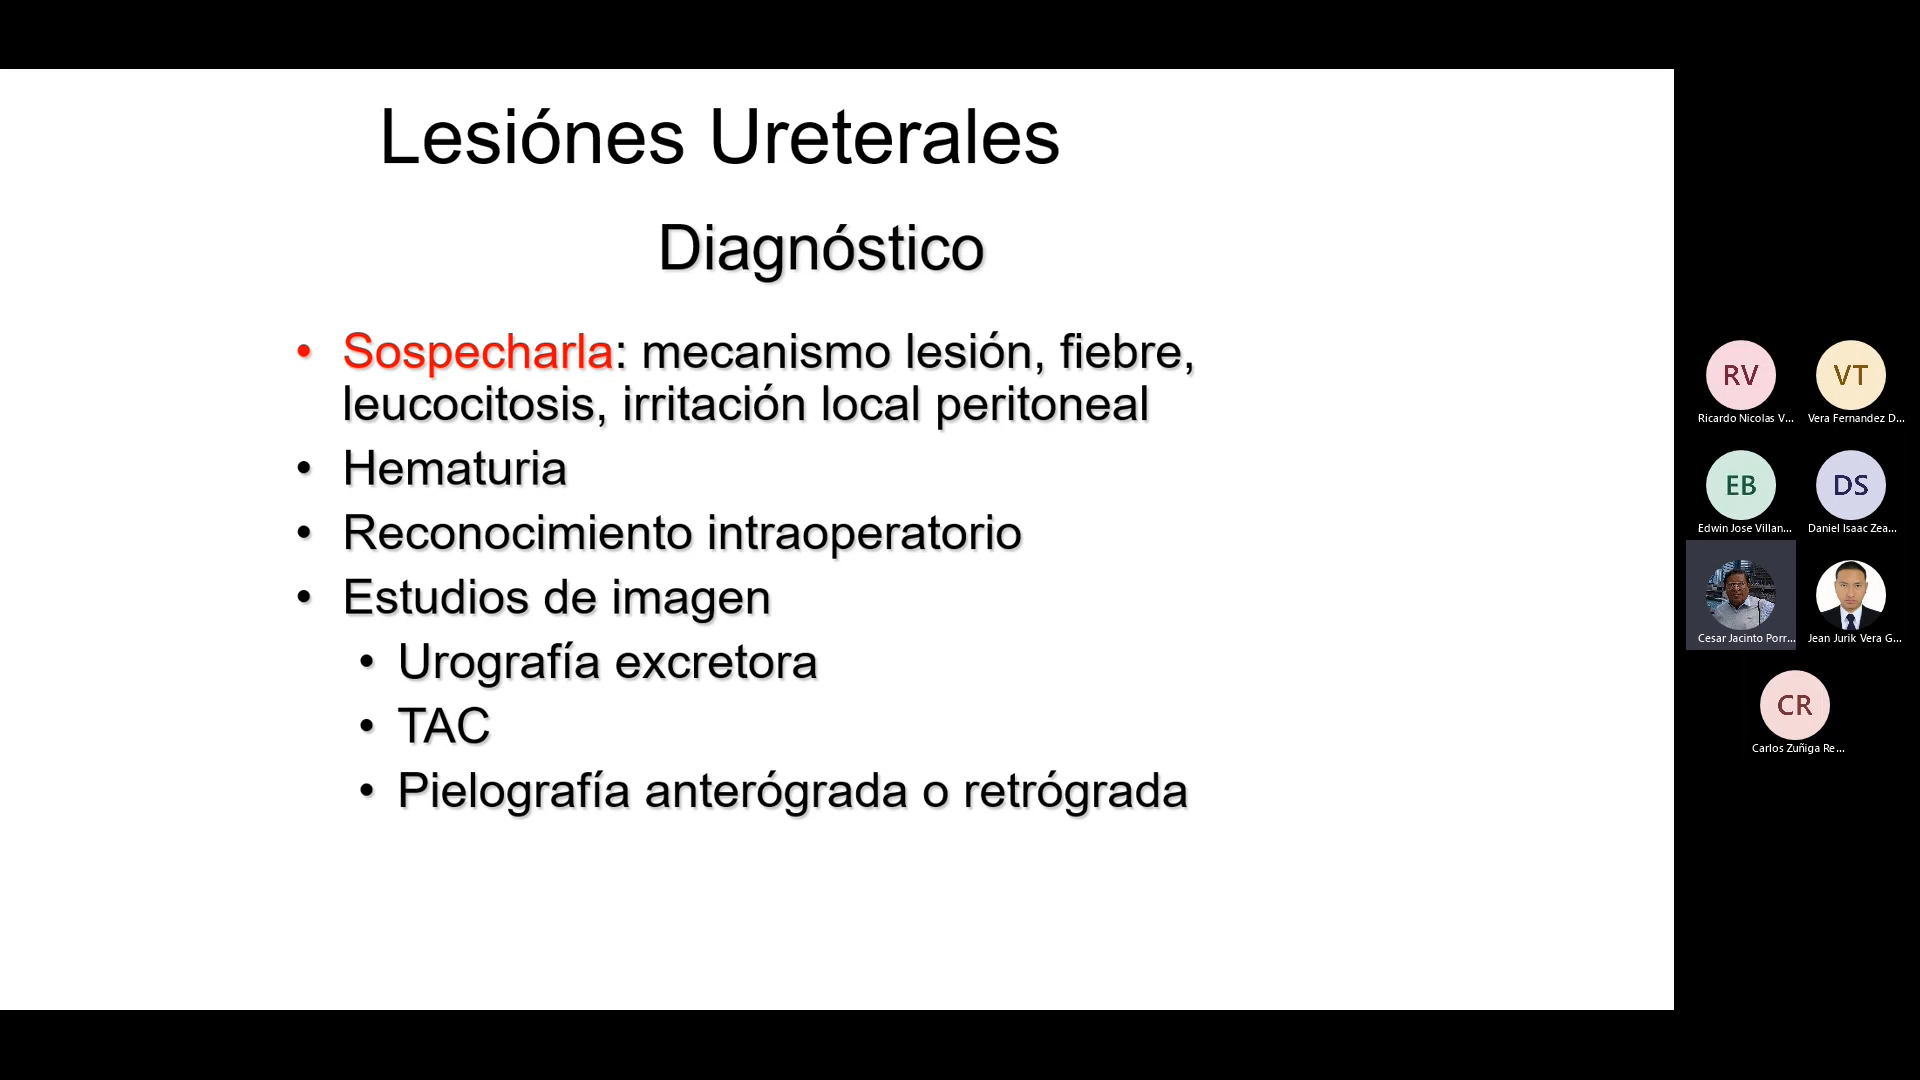 Lesiónes Ureterales
Diagnóstico
• Sospecharla: mecanismo lesión, fiebre,
leucocitosis, irritación local peritoneal
• Hematuria
• Reconocimiento intraoperatorio
• Estudios de imagen
• Urografía excretora
• TAC
• Pielografía anterógrada o retrógrada
RV
Ricardo Nicolas V...
VT
Vera Fernandez D...
EB
Edwin Jose Villan...
DS
Daniel Isaac Zea...
Cesar Jacinto Porr...
Jean Jurik Vera G...
CR
Carlos Zuñiga Re...